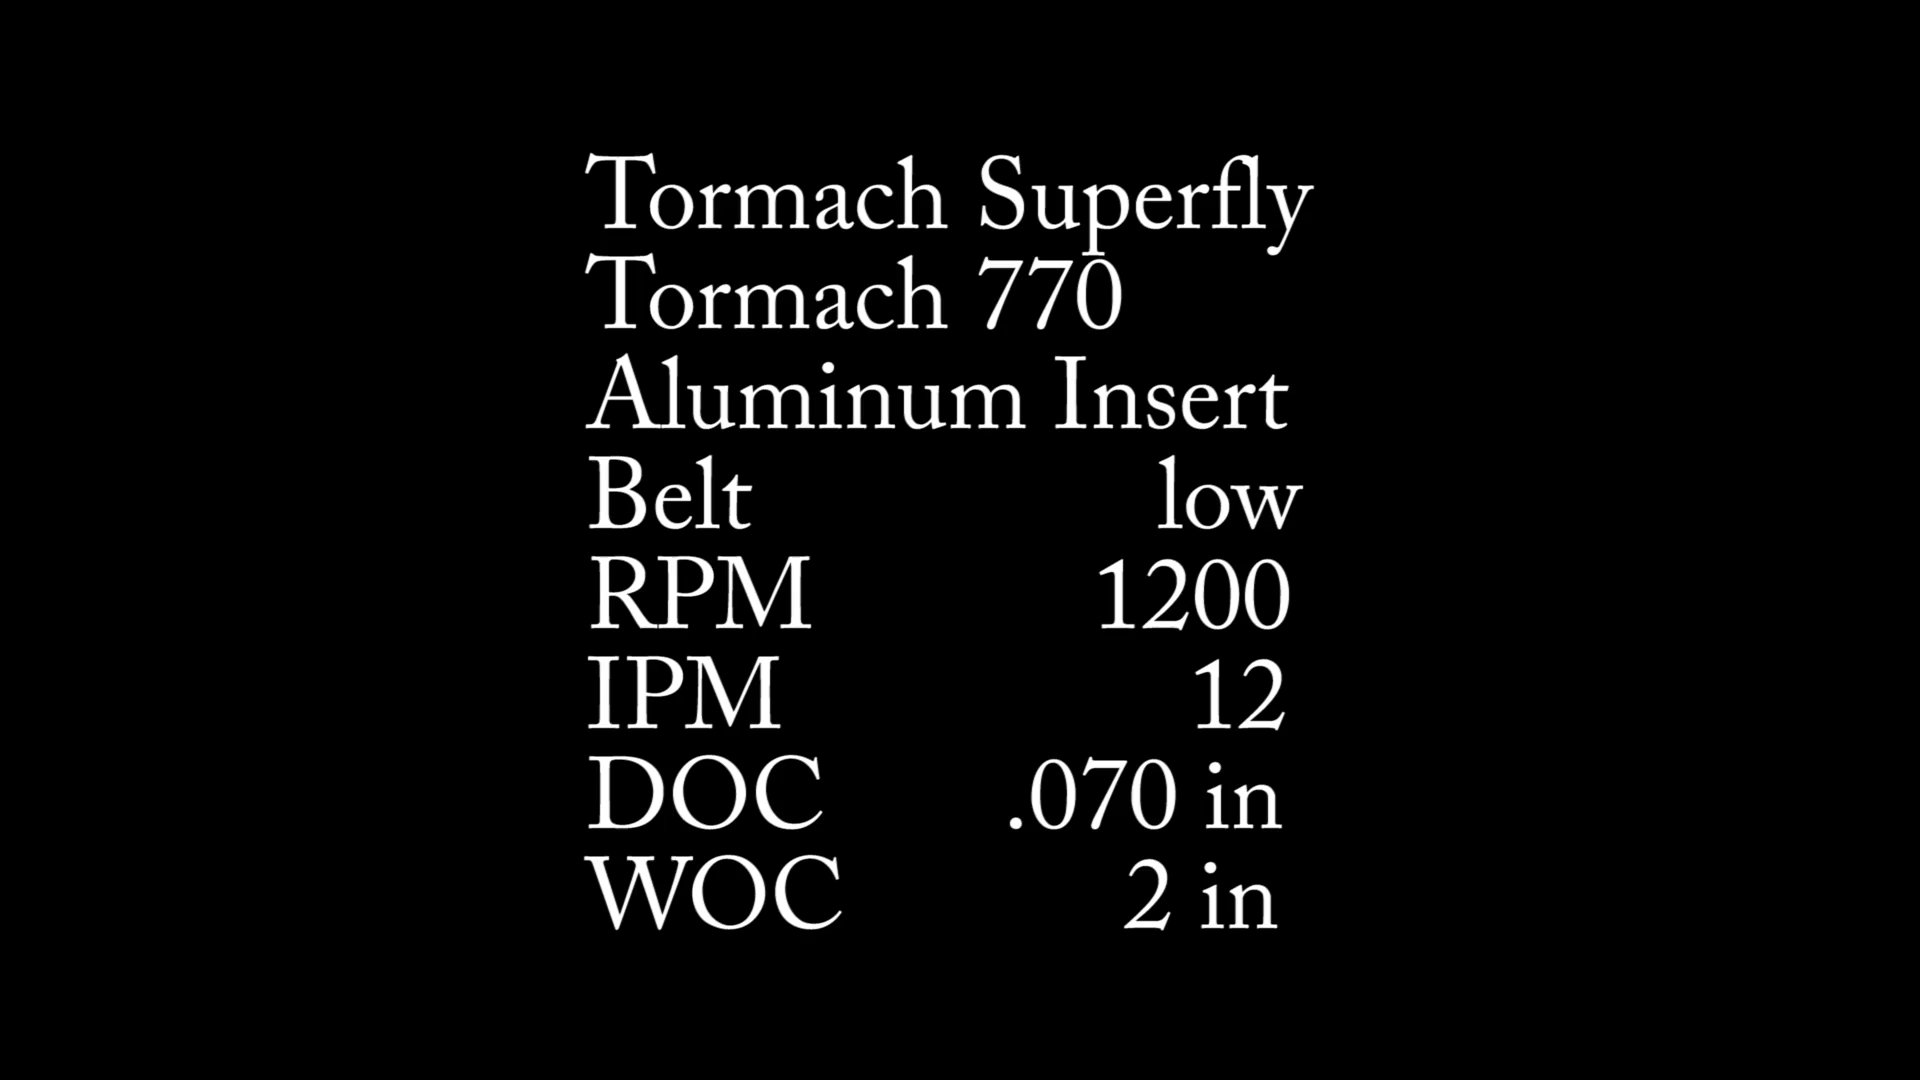 Tormach Superfly
Tormach 770
Aluminum Insert
Belt low
RPM 1200
IPM 12
DOC .070 in
WOC 2 in